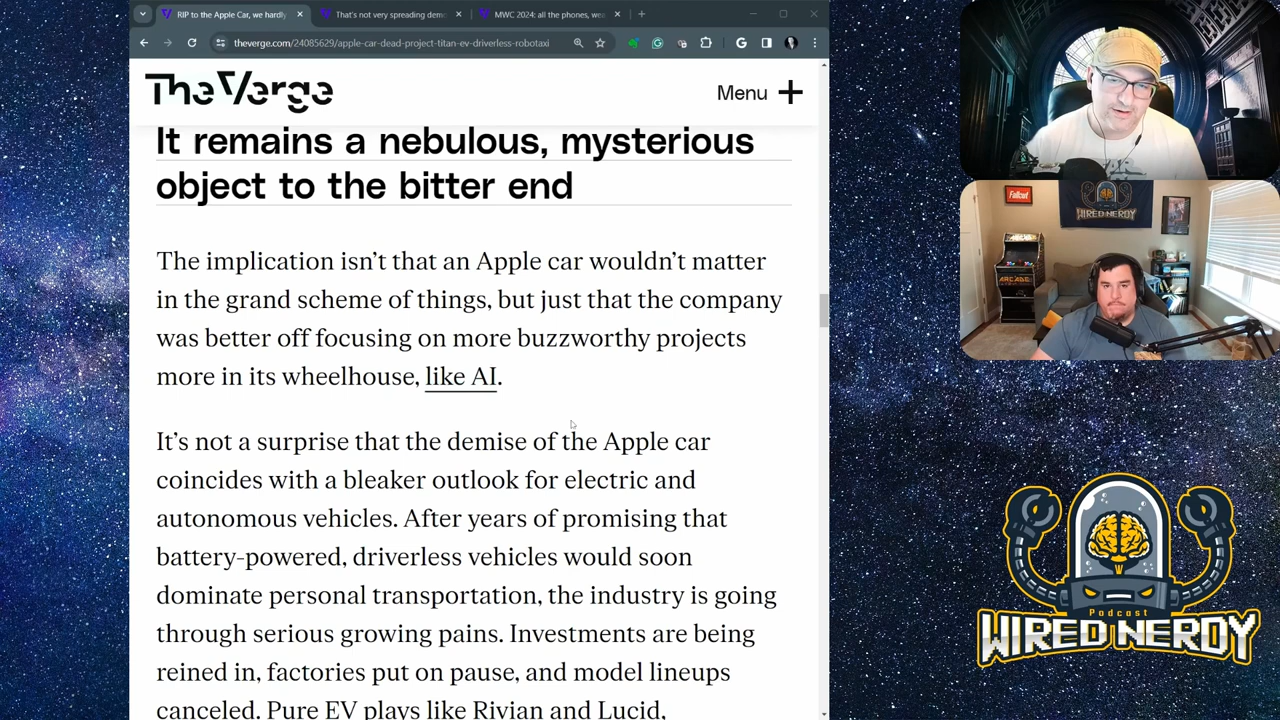 RIP to the Apple Car, we hardly
That's not very spreading dem
MWC 2024: all the phones, wea
theverge.com/24085629/apple-car-dead-project-titan-ev-driverless-robotaxi
The Verge
Menu
It remains a nebulous, mysterious
object to the bitter end
The implication isn’t that an Apple car wouldn’t matter
in the grand scheme of things, but just that the company
was better off focusing on more buzzworthy projects
more in its wheelhouse, like AI.
It’s not a surprise that the demise of the Apple car
coincides with a bleaker outlook for electric and
autonomous vehicles. After years of promising that
battery-powered, driverless vehicles would soon
dominate personal transportation, the industry is going
through serious growing pains. Investments are being
reined in, factories put on pause, and model lineups
canceled. Pure EV plays like Rivian and Lucid,
Fallout
WIRED NERDY
ARCADE
Podcast
WIRED NERDY